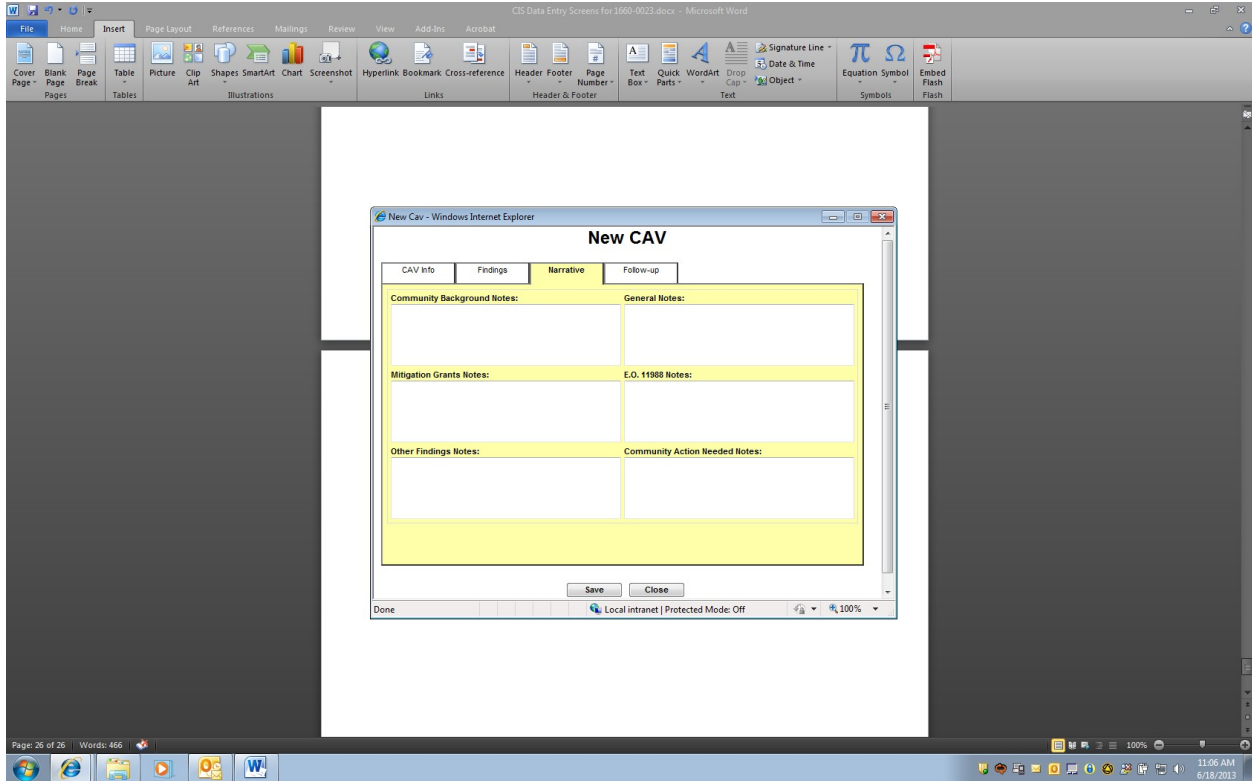 CIS Data Entry Screens for 1660-0023.docx - Microsoft Word
File Home Insert Page Layout References Mailings Review View Add-Ins Acrobat
Cover Page Blank Page Page Break Table Picture Clip Art Shapes SmartArt Chart Screenshot Hyperlink Bookmark Cross-reference Header Footer Page Number Text Box Quick Parts WordArt Drop Cap Signature Line Date & Time Object Equation Symbol Embed Flash
Pages Tables Illustrations Links Header & Footer Text Symbols Flash
New Cav - Windows Internet Explorer
New CAV
CAV Info Findings Narrative Follow-up
Community Background Notes: General Notes:
Mitigation Grants Notes: E.O. 11988 Notes:
Other Findings Notes: Community Action Needed Notes:
Save Close
Done Local intranet | Protected Mode: Off 100%
Page: 26 of 26 Words: 466 100%
11:06 AM
6/18/2013